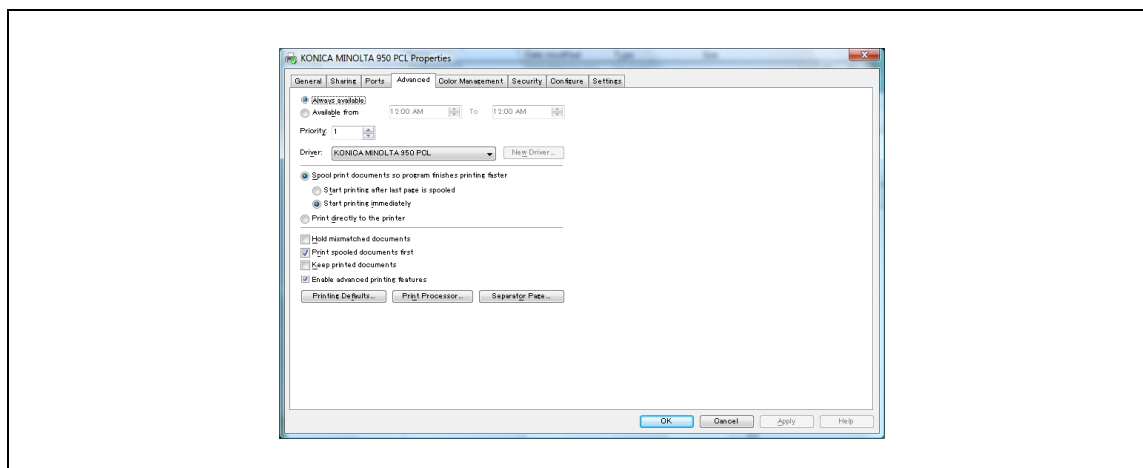 KONICA MINOLTA 950 PCL Properties
General Sharing Ports Advanced Color Management Security Configure Settings
Always available
Available from 12:00 AM To 12:00 AM
Priority: 1
Driver: KONICA MINOLTA 950 PCL New Driver...
Spool print documents so program finishes printing faster
Start printing after last page is spooled
Start printing immediately
Print directly to the printer
Hold mismatched documents
Print spooled documents first
Keep printed documents
Enable advanced printing features
Printing Defaults... Print Processor... Separator Page...
OK Cancel Apply Help